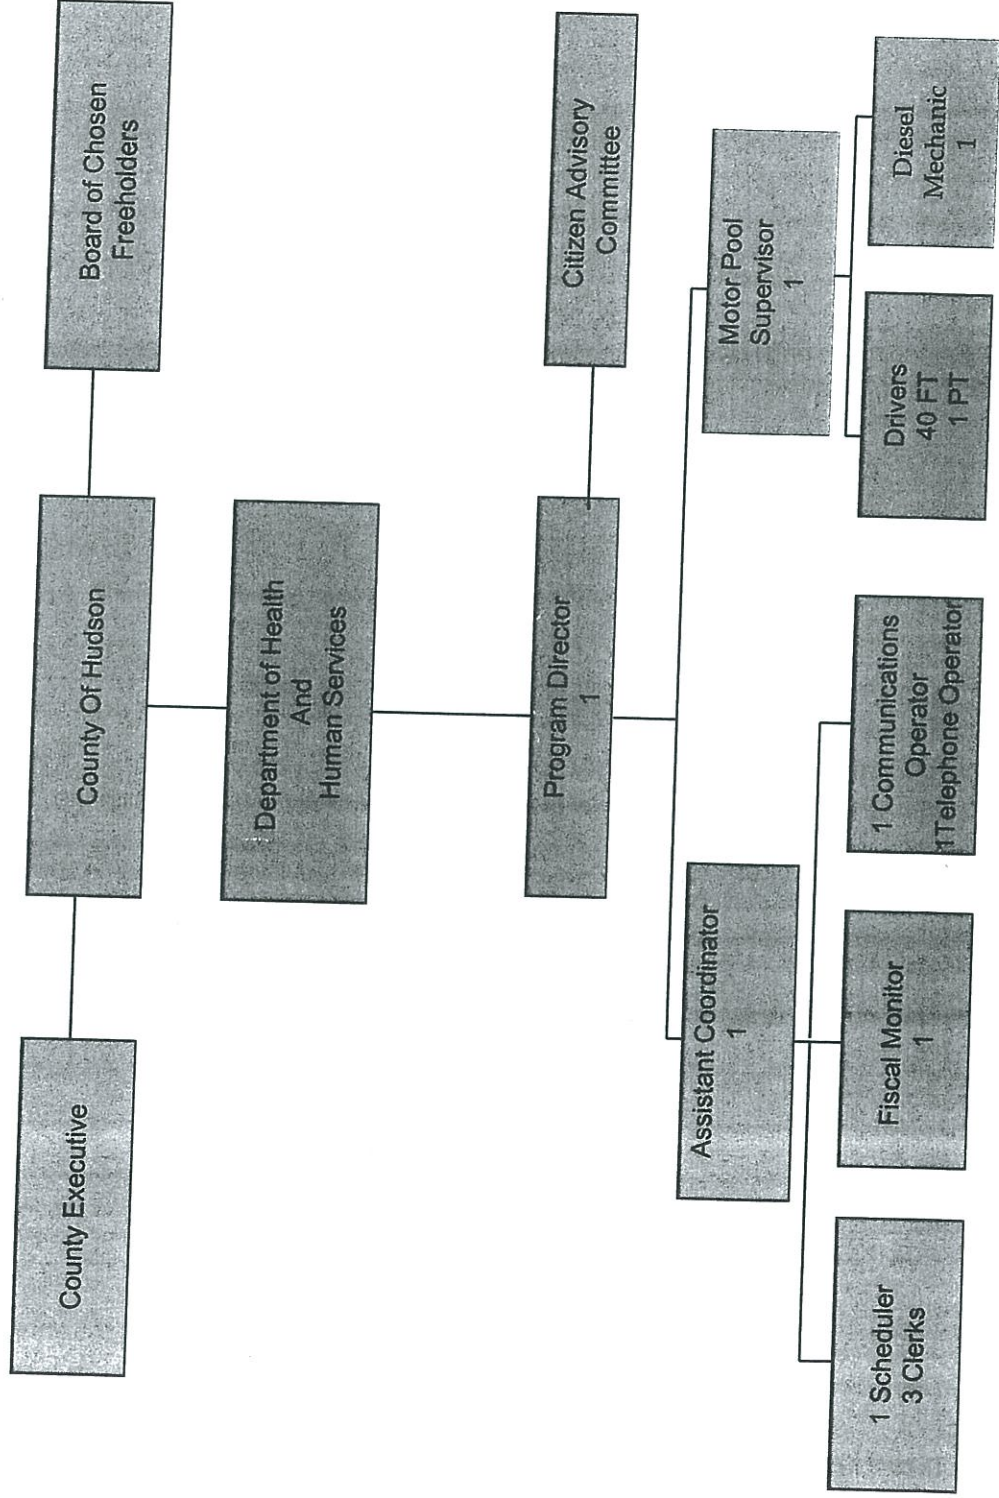 County Executive
County Of Hudson
Board of Chosen
Freeholders
Department of Health
And
Human Services
Program Director
1
Citizen Advisory
Committee
Assistant Coordinator
1
Motor Pool
Supervisor
1
1 Scheduler
3 Clerks
Fiscal Monitor
1
1 Communications
Operator
1Telephone Operator
Drivers
40 FT
1 PT
Diesel
Mechanic
1